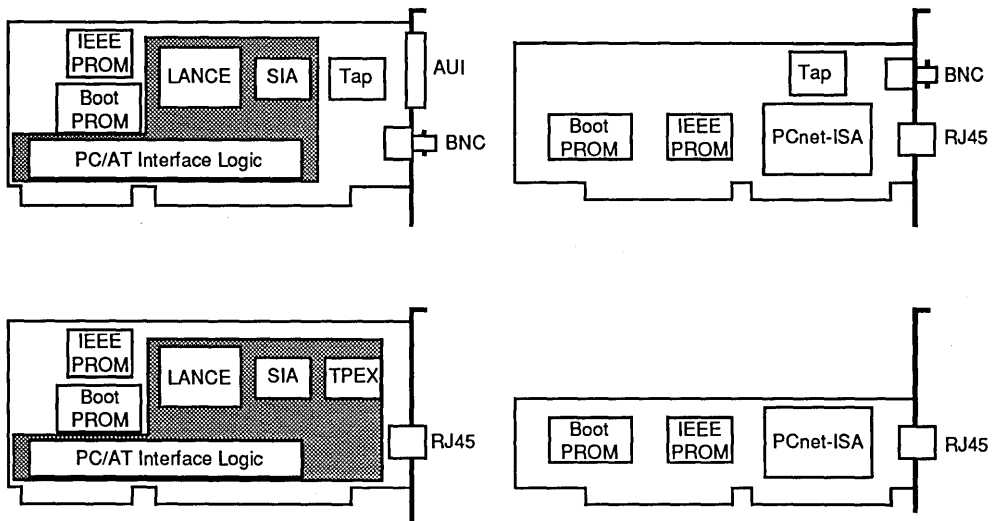 IEEE
PROM
Boot
PROM
LANCE
SIA
Tap
PC/AT Interface Logic
AUI
BNC
Tap
Boot
PROM
IEEE
PROM
PCnet-ISA
BNC
RJ45
IEEE
PROM
Boot
PROM
LANCE
SIA
TPEX
PC/AT Interface Logic
RJ45
Boot
PROM
IEEE
PROM
PCnet-ISA
RJ45